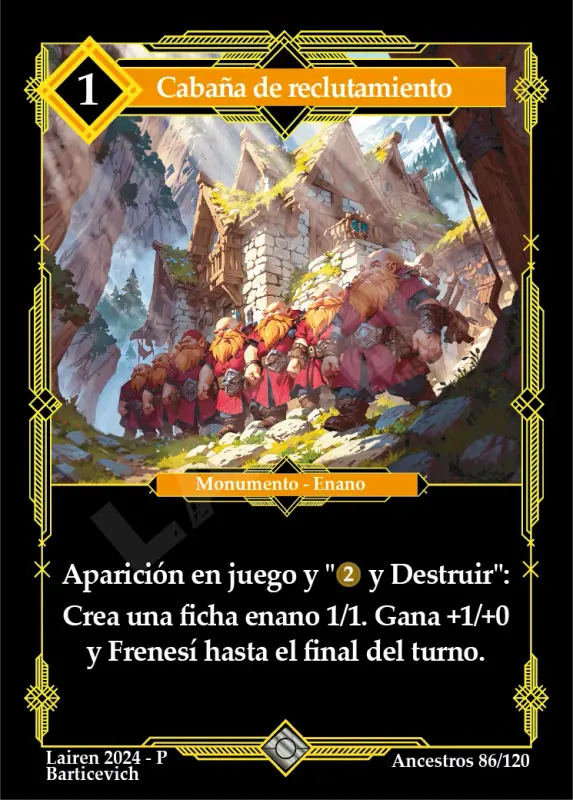 1
Cabaña de reclutamiento
Monumento - Enano
Aparición en juego y "2 y Destruir":
Crea una ficha enano 1/1. Gana +1/+0
y Frenesí hasta el final del turno.
Lairen 2024 - P
Barticevich
Ancestros 86/120